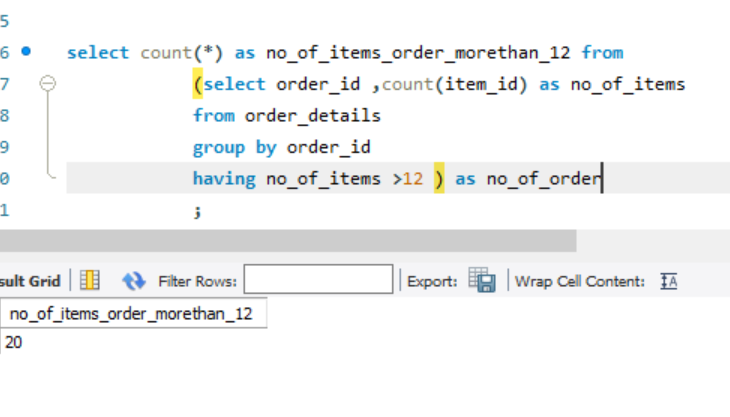 5
6 select count(*) as no_of_items_order_morethan_12 from
7 (select order_id ,count(item_id) as no_of_items
8 from order_details
9 group by order_id
0 having no_of_items >12 ) as no_of_order
1 ;
sult Grid Filter Rows: Export: Wrap Cell Content: IA
no_of_items_order_morethan_12
20